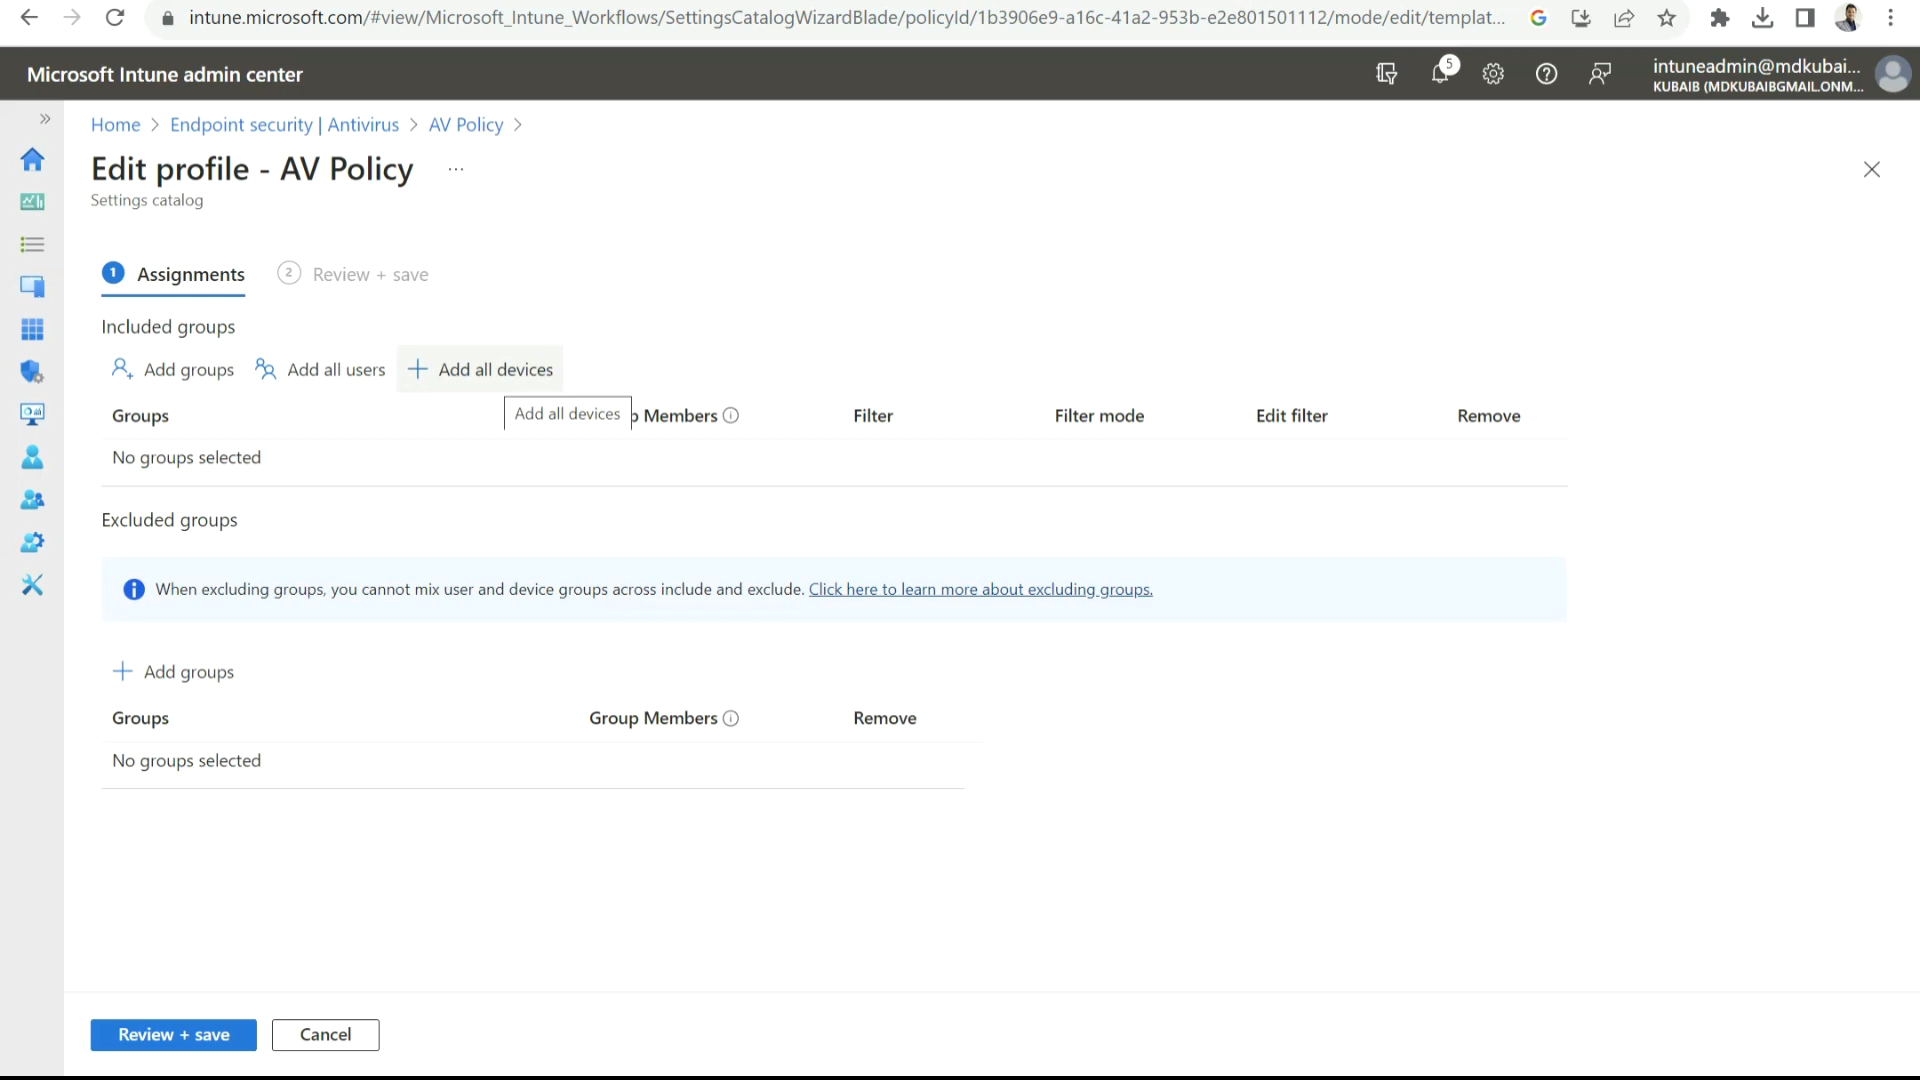 intune.microsoft.com/#view/Microsoft_Intune_Workflows/SettingsCatalogWizardBlade/policyId/1b3906e9-a16c-41a2-953b-e2e801501112/mode/edit/templat...
Microsoft Intune admin center
5
intuneadmin@mdkubai...
KUBAIB (MDKUBAIBGMAIL.ONM...
Home > Endpoint security | Antivirus > AV Policy >
Edit profile - AV Policy ...
Settings catalog
1 Assignments 2 Review + save
Included groups
Add groups Add all users + Add all devices
Add all devices
Groups Members Filter Filter mode Edit filter Remove
No groups selected
Excluded groups
When excluding groups, you cannot mix user and device groups across include and exclude. Click here to learn more about excluding groups.
+ Add groups
Groups Group Members Remove
No groups selected
Review + save Cancel